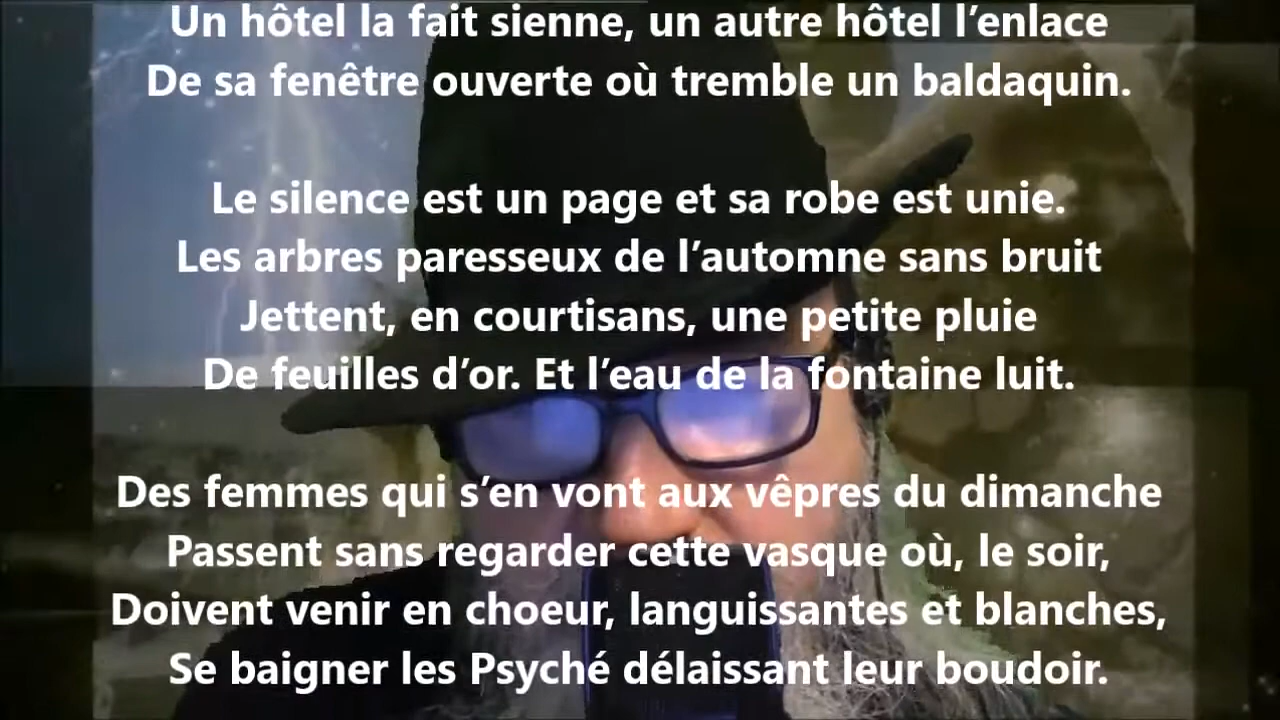 Un hôtel la fait sienne, un autre hôtel l’enlace
De sa fenêtre ouverte où tremble un baldaquin.
Le silence est un page et sa robe est unie.
Les arbres paresseux de l’automne sans bruit
Jettent, en courtisans, une petite pluie
De feuilles d’or. Et l’eau de la fontaine luit.
Des femmes qui s’en vont aux vêpres du dimanche
Passent sans regarder cette vasque où, le soir,
Doivent venir en choeur, languissantes et blanches,
Se baigner les Psyché délaissant leur boudoir.